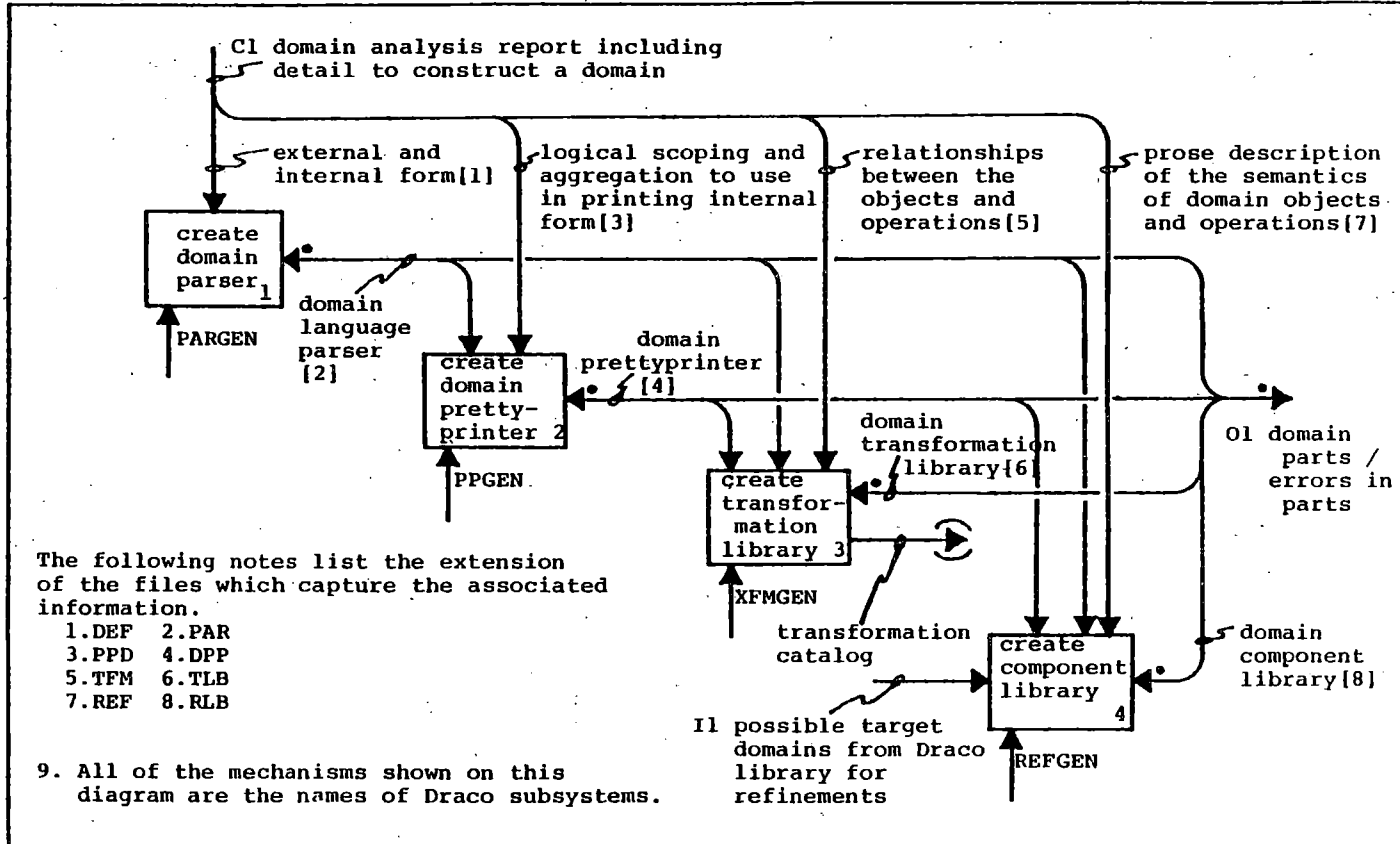 C1 domain analysis report including
detail to construct a domain
external and
internal form[1]
logical scoping and
aggregation to use
in printing internal
form[3]
relationships
between the
objects and
operations[5]
prose description
of the semantics
of domain objects
and operations[7]
create
domain
parser 1
PARGEN
domain
language
parser
[2]
create
domain
pretty-
printer 2
PPGEN
domain
prettyprinter
[4]
domain
transformation
library[6]
O1 domain
parts /
errors in
parts
create
transfor-
mation
library 3
XFMGEN
transformation
catalog
create
component
library
4
REFGEN
domain
component
library[8]
I1 possible target
domains from Draco
library for
refinements
The following notes list the extension
of the files which capture the associated
information.
1.DEF 2.PAR
3.PPD 4.DPP
5.TFM 6.TLB
7.REF 8.RLB
9. All of the mechanisms shown on this
diagram are the names of Draco subsystems.